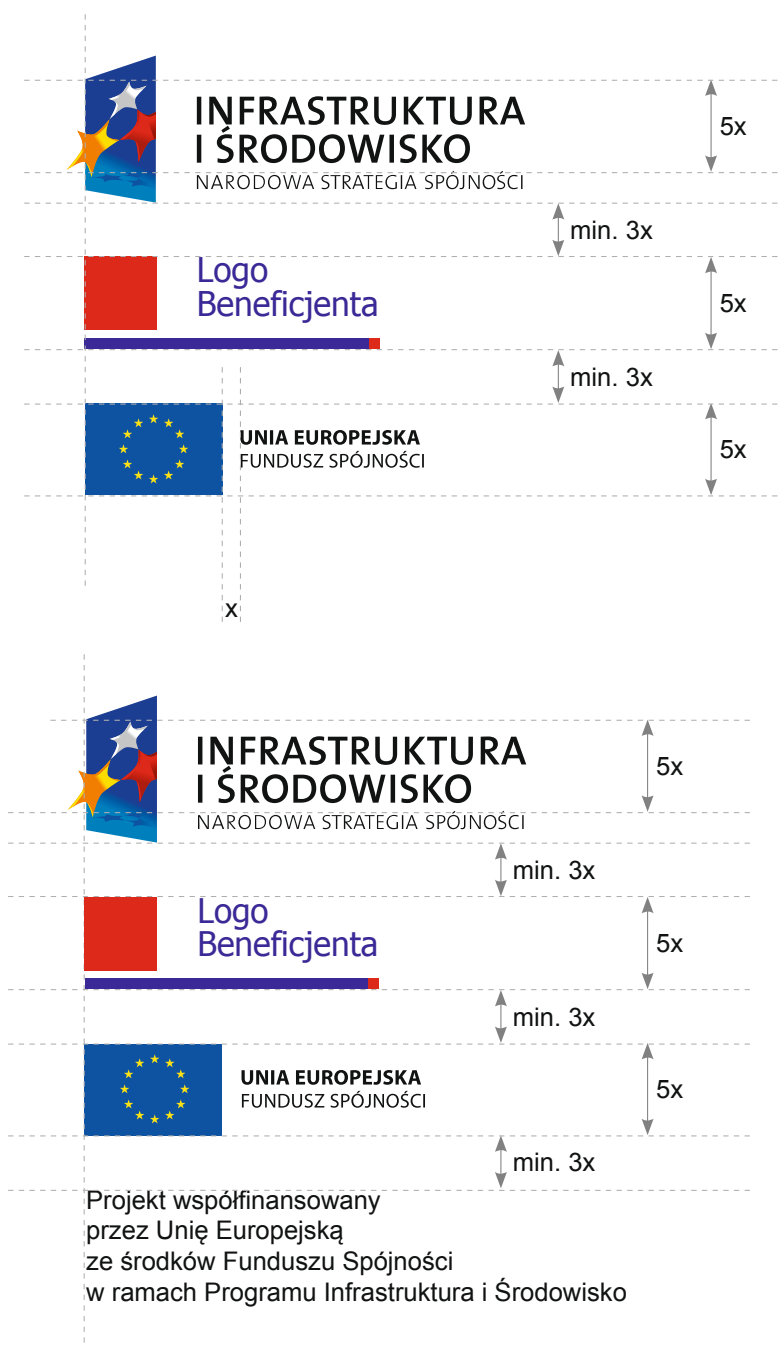 INFRASTRUKTURA
I ŚRODOWISKO
NARODOWA STRATEGIA SPÓJNOŚCI
5x
min. 3x
Logo
Beneficjenta
5x
min. 3x
UNIA EUROPEJSKA
FUNDUSZ SPÓJNOŚCI
5x
x
INFRASTRUKTURA
I ŚRODOWISKO
NARODOWA STRATEGIA SPÓJNOŚCI
5x
min. 3x
Logo
Beneficjenta
5x
min. 3x
UNIA EUROPEJSKA
FUNDUSZ SPÓJNOŚCI
5x
min. 3x
Projekt współfinansowany
przez Unię Europejską
ze środków Funduszu Spójności
w ramach Programu Infrastruktura i Środowisko